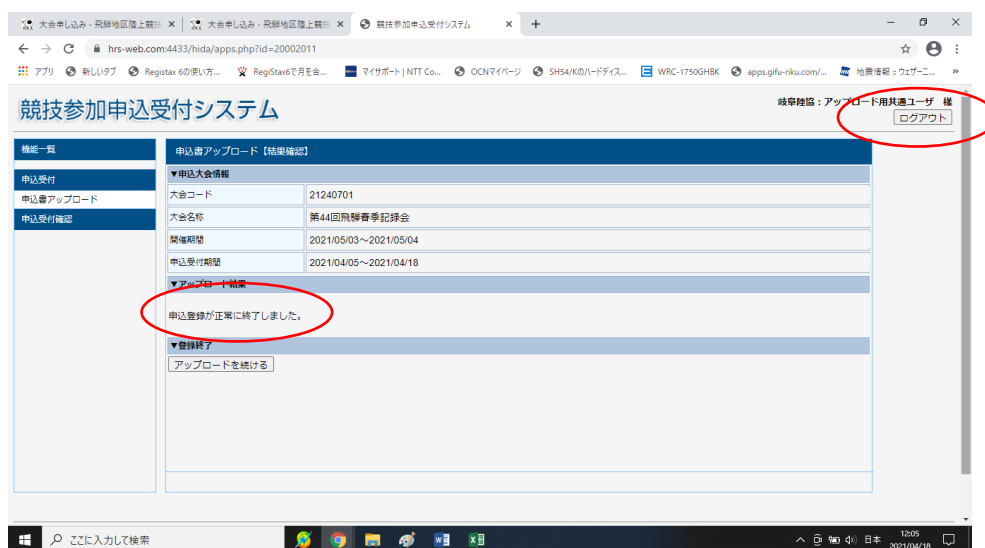 大会申し込み - 飛騨地区陸上競技
大会申し込み - 飛騨地区陸上競技
競技参加申込受付システム
hrs-web.com:4433/hida/apps.php?id=20002011
アプリ
新しいタブ
Registax 6の使い方...
RegiStax6で月を合...
マイサポート | NTT Co...
OCNマイページ
SH54/Kのハードディス...
WRC-1750GHBK
apps.gifu-riku.com/...
地震情報 :: ウェザーニ...
»
競技参加申込受付システム
岐阜陸協：アップロード用共通ユーザ 様
ログアウト
機能一覧
申込受付
申込書アップロード
申込受付確認
申込書アップロード【結果確認】
▼申込大会情報
大会コード 21240701
大会名称 第44回飛騨春季記録会
開催期間 2021/05/03～2021/05/04
申込受付期間 2021/04/05～2021/04/18
▼アップロード結果
申込登録が正常に終了しました。
▼登録終了
アップロードを続ける
ここに入力して検索
日本
12:05
2021/04/18